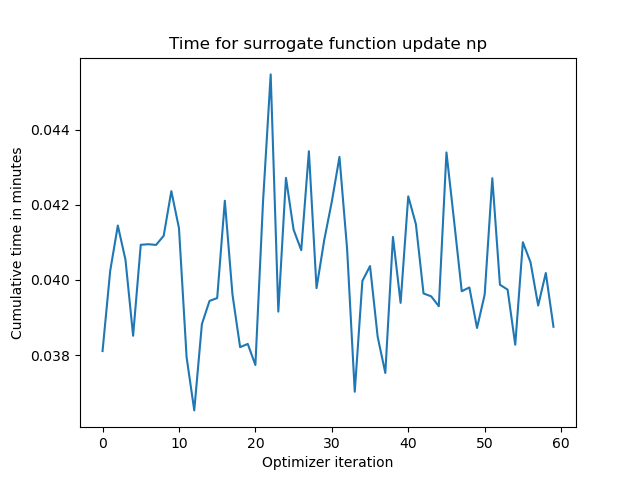 Time for surrogate function update np
Cumulative time in minutes
0.044
0.042
0.040
0.038
0 10 20 30 40 50 60
Optimizer iteration